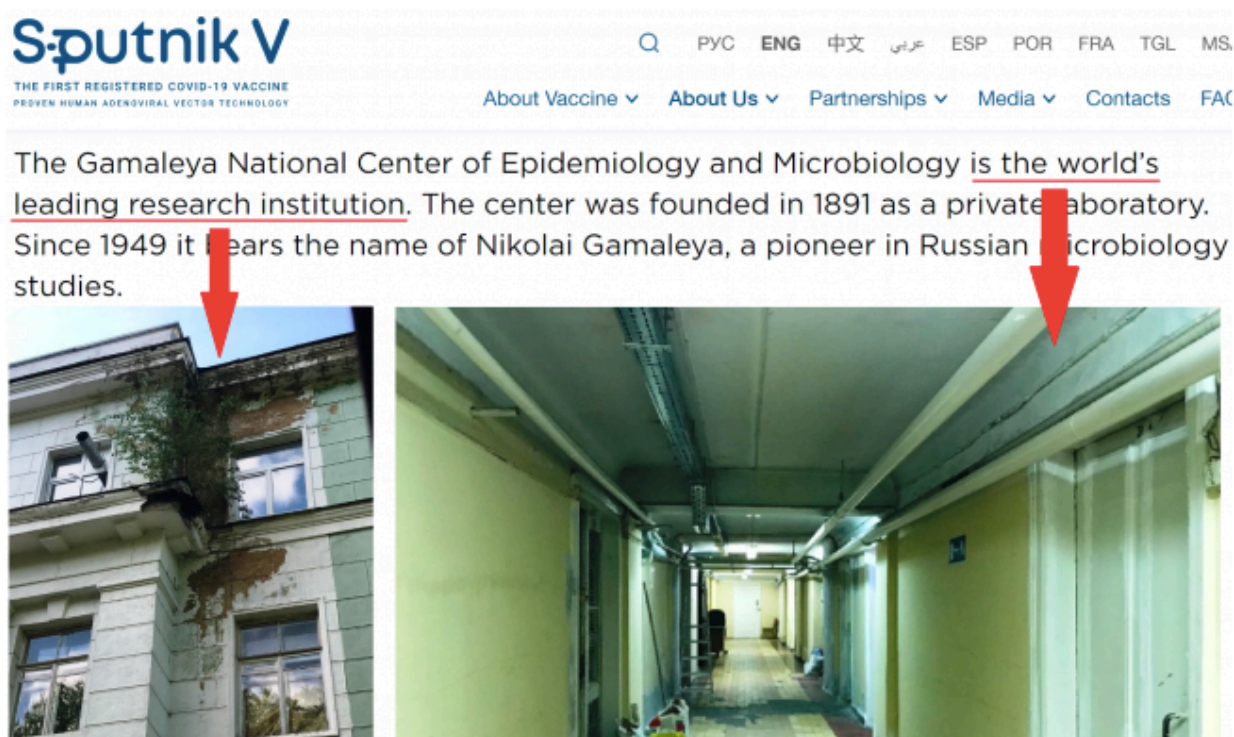 Sputnik V
THE FIRST REGISTERED COVID-19 VACCINE
PROVEN HUMAN ADENOVIRAL VECTOR TECHNOLOGY
РУС ENG 中文 عربي ESP POR FRA TGL
About Vaccine About Us Partnerships Media Contacts
The Gamaleya National Center of Epidemiology and Microbiology is the world's
leading research institution. The center was founded in 1891 as a private laboratory.
Since 1949 it bears the name of Nikolai Gamaleya, a pioneer in Russian microbiology
studies.